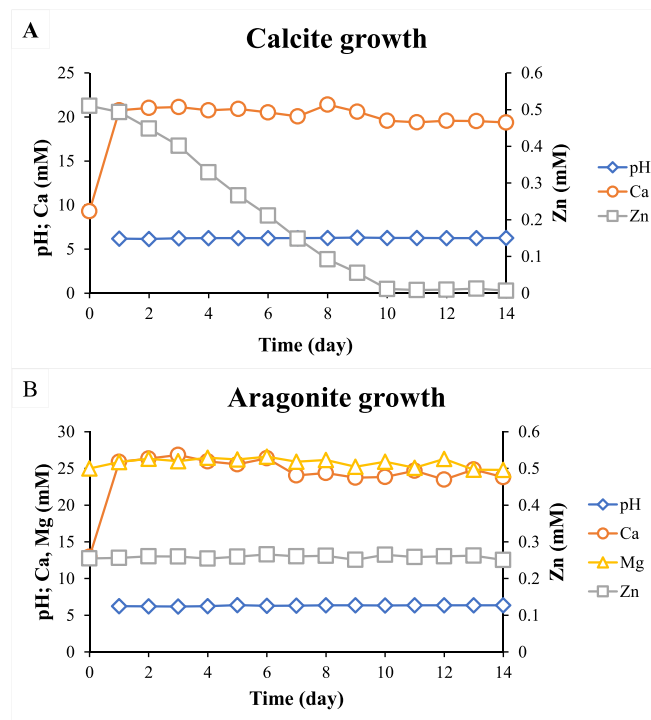 A
Calcite growth
25
20
15
10
5
0
0.6
0.5
0.4
0.3
0.2
0.1
0
pH; Ca (mM)
Zn (mM)
pH
Ca
Zn
0 2 4 6 8 10 12 14
Time (day)
B
Aragonite growth
30
25
20
15
10
5
0
0.6
0.5
0.4
0.3
0.2
0.1
0
pH; Ca, Mg (mM)
Zn (mM)
pH
Ca
Mg
Zn
0 2 4 6 8 10 12 14
Time (day)